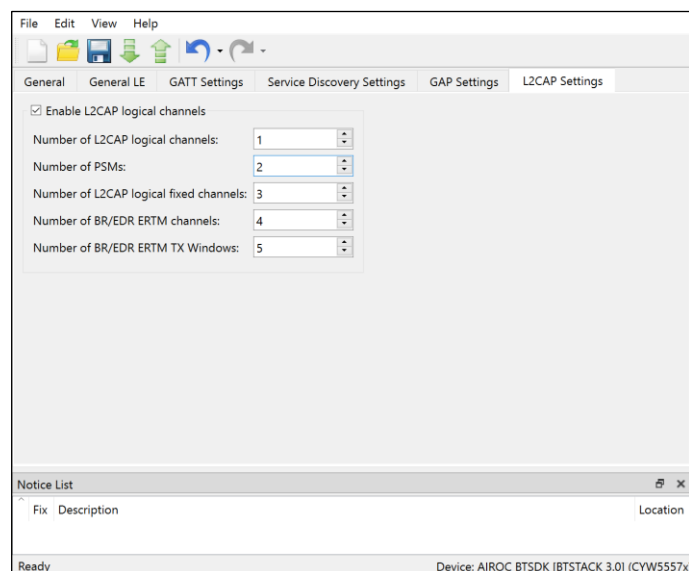 File Edit View Help
General General LE GATT Settings Service Discovery Settings GAP Settings L2CAP Settings
Enable L2CAP logical channels
Number of L2CAP logical channels: 1
Number of PSMs: 2
Number of L2CAP logical fixed channels: 3
Number of BR/EDR ERTM channels: 4
Number of BR/EDR ERTM TX Windows: 5
Notice List
Fix Description Location
Ready Device: AIROC BTSDK [BTSTACK 3.0] (CYW5557x